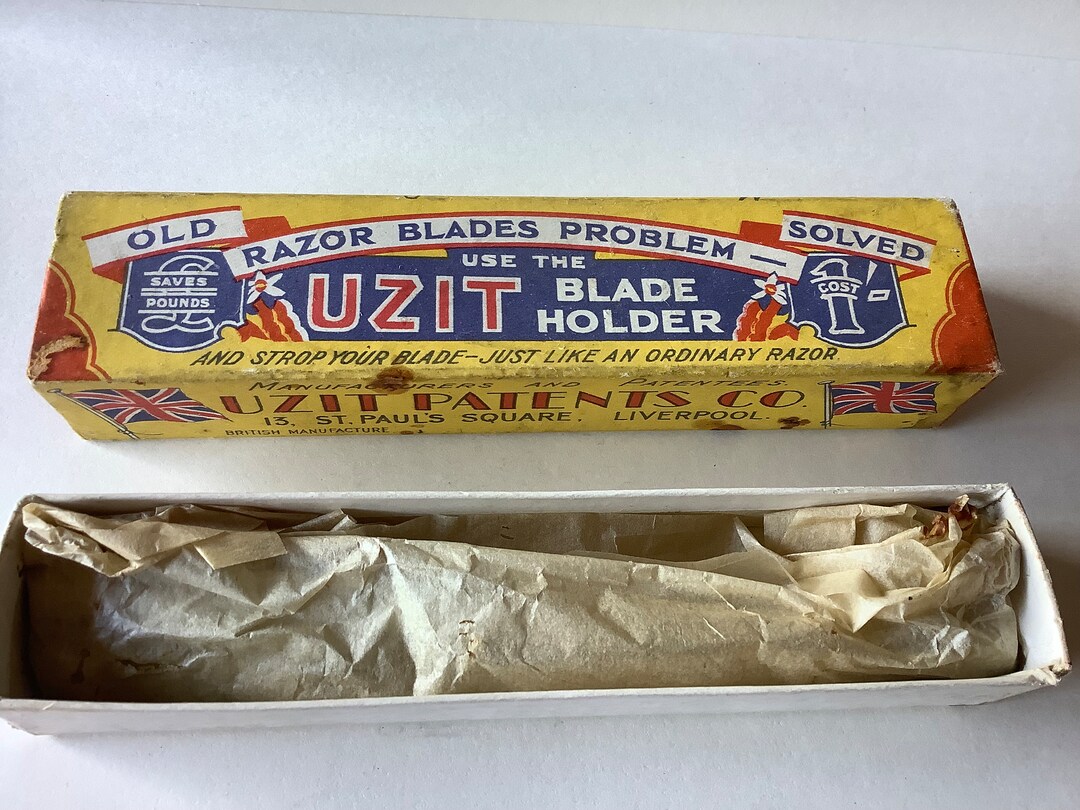 OLD RAZOR BLADES PROBLEM — SOLVED
SAVES
POUNDS
USE THE
UZIT BLADE
HOLDER
COST
1'-
AND STROP YOUR BLADE-JUST LIKE AN ORDINARY RAZOR.
MANUFACTURERS AND PATENTEES.
UZIT PATENTS CO.
13, ST. PAUL'S SQUARE, LIVERPOOL.
BRITISH MANUFACTURE